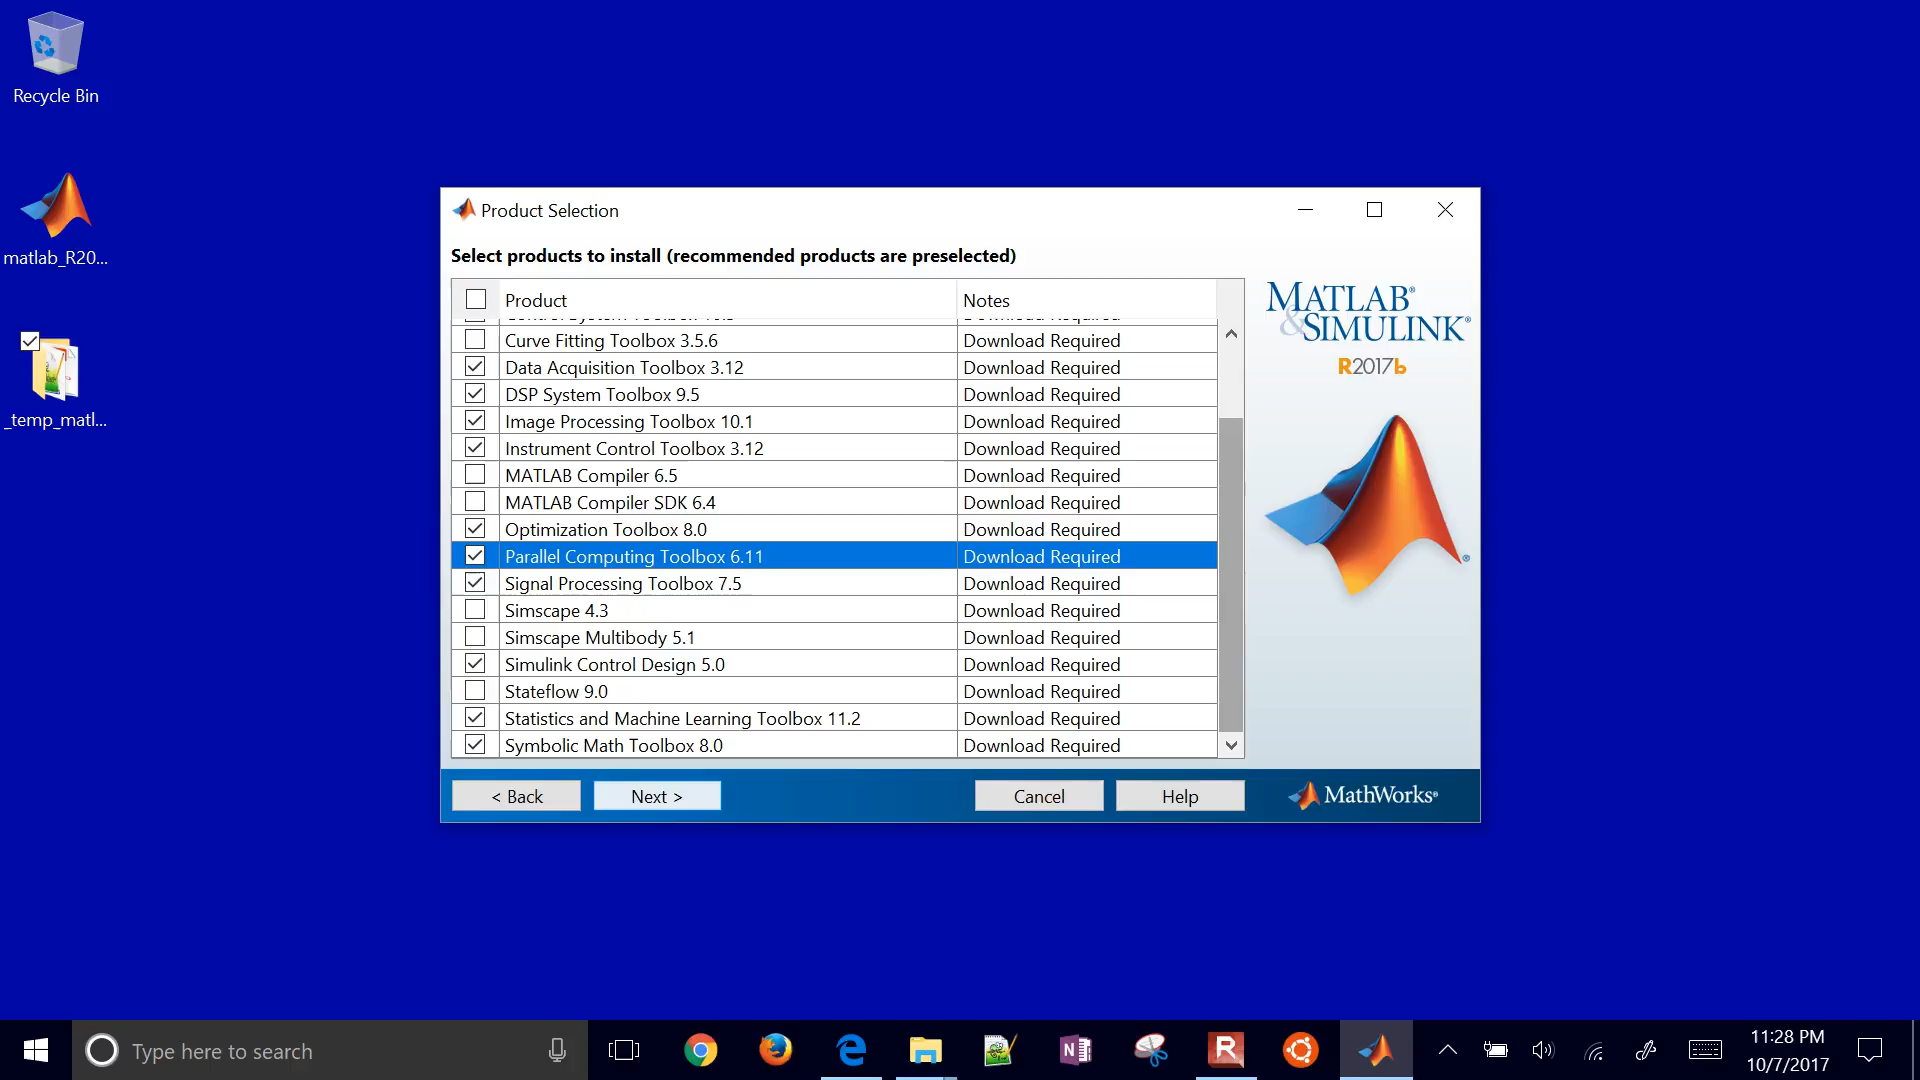 Recycle Bin
matlab_R20...
_temp_matl...
Product Selection
Select products to install (recommended products are preselected)
Product Notes
Curve Fitting Toolbox 3.5.6 Download Required
Data Acquisition Toolbox 3.12 Download Required
DSP System Toolbox 9.5 Download Required
Image Processing Toolbox 10.1 Download Required
Instrument Control Toolbox 3.12 Download Required
MATLAB Compiler 6.5 Download Required
MATLAB Compiler SDK 6.4 Download Required
Optimization Toolbox 8.0 Download Required
Parallel Computing Toolbox 6.11 Download Required
Signal Processing Toolbox 7.5 Download Required
Simscape 4.3 Download Required
Simscape Multibody 5.1 Download Required
Simulink Control Design 5.0 Download Required
Stateflow 9.0 Download Required
Statistics and Machine Learning Toolbox 11.2 Download Required
Symbolic Math Toolbox 8.0 Download Required
MATLAB®
&SIMULINK®
R2017b
®
< Back Next > Cancel Help MathWorks®
Type here to search
N
R
11:28 PM
10/7/2017